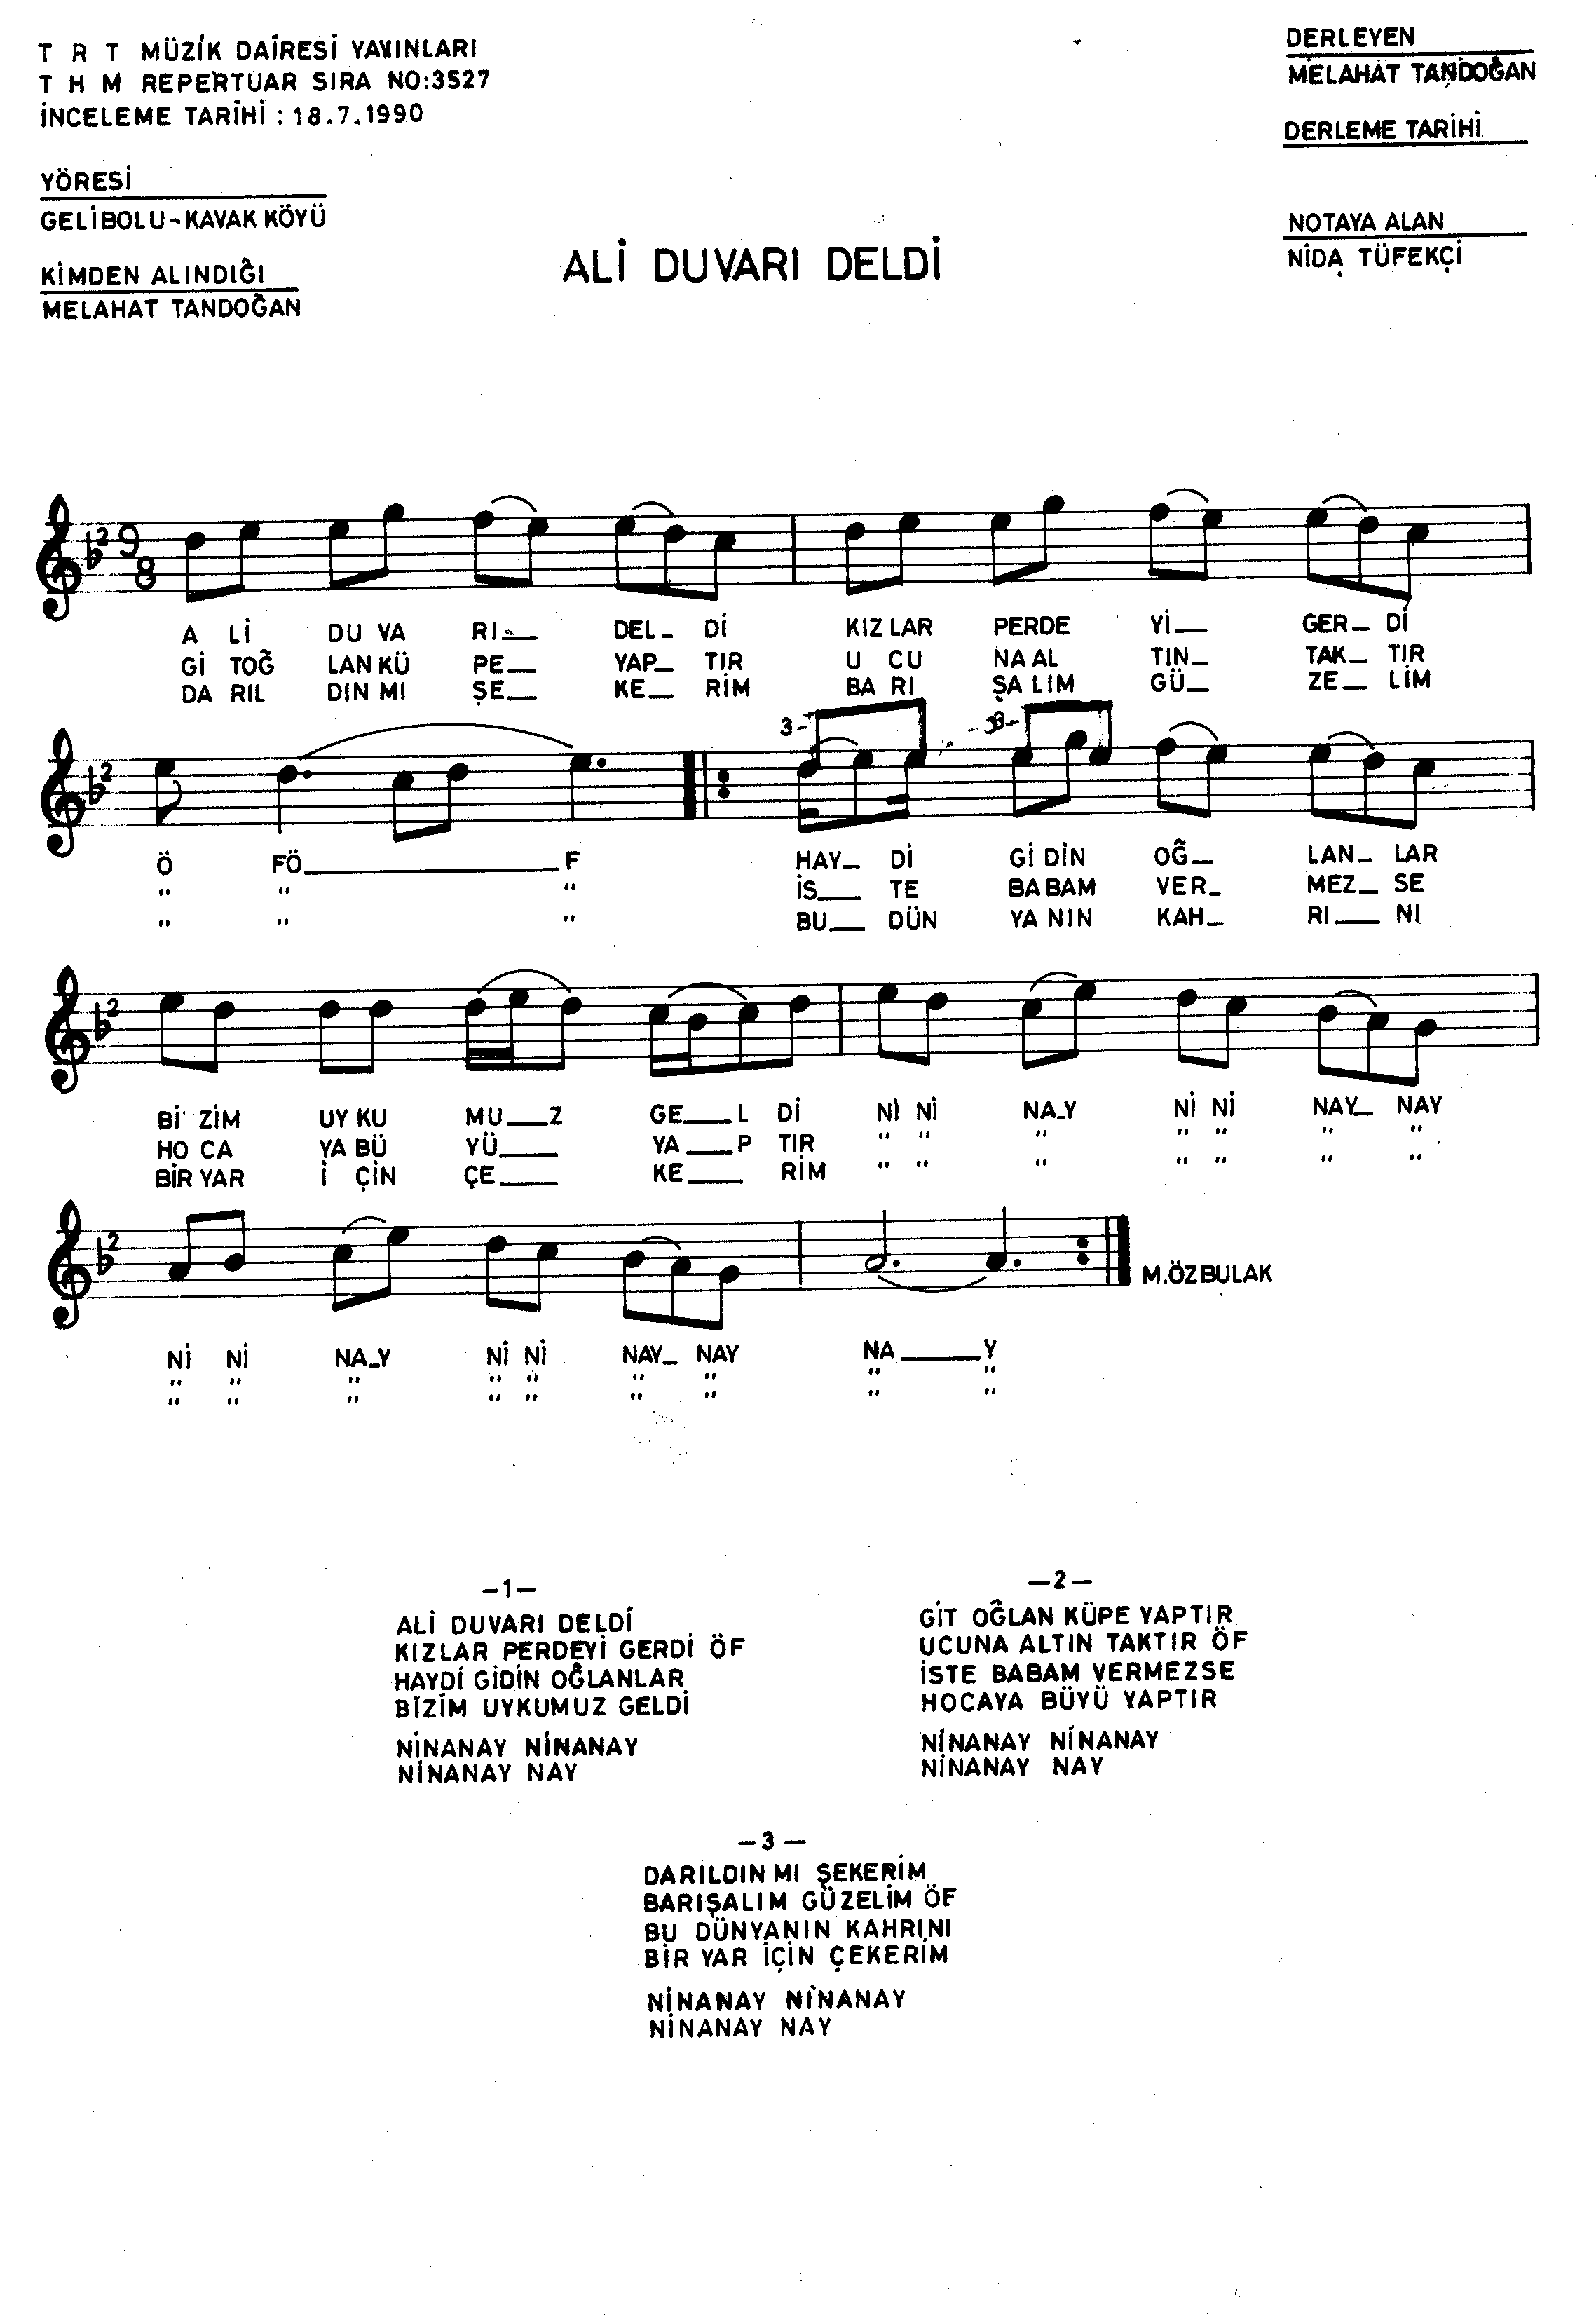 T R T MÜZİK DAİRESİ YAYINLARI
T H M REPERTUAR SIRA NO:3527
İNCELEME TARİHİ : 18.7.1990
YÖRESİ
GELİBOLU-KAVAK KÖYÜ
KİMDEN ALINDIĞI
MELAHAT TANDOĞAN
DERLEYEN
MELAHAT TANDOĞAN
DERLEME TARİHİ
NOTAYA ALAN
NİDA TÜFEKÇİ
ALİ DUVARI DELDİ
2 9 8
A Lİ DU VA RI_ DEL_ Dİ KIZ LAR PERDE Yİ_ GER_ Dİ
Gİ TOĞ LAN KÜ PE_ YAP_ TIR U CU NA AL TIN_ TAK_ TIR
DA RIL DIN MI ŞE_ KE_ RİM BA RI ŞA LIM GÜ_ ZE_ LİM
2 3 3
Ö FÖ_ F HAY_ Dİ Gİ DİN OĞ_ LAN_ LAR
" " " İS_ TE BA BAM VER_ MEZ_ SE
" " " BU_ DÜN YA NIN KAH_ RI_ NI
2
Bİ ZİM UY KU MU_Z GE_L Dİ Nİ Nİ NA_Y Nİ Nİ NAY_ NAY
HO CA YA BÜ YÜ_ YA_P TIR " " " " " " "
BİR YAR İ ÇİN ÇE_ KE_ RİM " " " " " " "
2
M.ÖZBULAK
Nİ Nİ NA_Y Nİ Nİ NAY_ NAY NA_Y
" " " " " " " " "
" " " " " " " " "
-1-
ALİ DUVARI DELDİ
KIZLAR PERDEYİ GERDİ ÖF
HAYDİ GİDİN OĞLANLAR
BİZİM UYKUMUZ GELDİ
NİNANAY NİNANAY
NİNANAY NAY
-2-
GİT OĞLAN KÜPE YAPTIR
UCUNA ALTIN TAKTIR ÖF
İSTE BABAM VERMEZSE
HOCAYA BÜYÜ YAPTIR
NİNANAY NİNANAY
NİNANAY NAY
-3-
DARILDIN MI ŞEKERİM
BARIŞALIM GÜZELİM ÖF
BU DÜNYANIN KAHRINI
BİR YAR İÇİN ÇEKERİM
NİNANAY NİNANAY
NİNANAY NAY